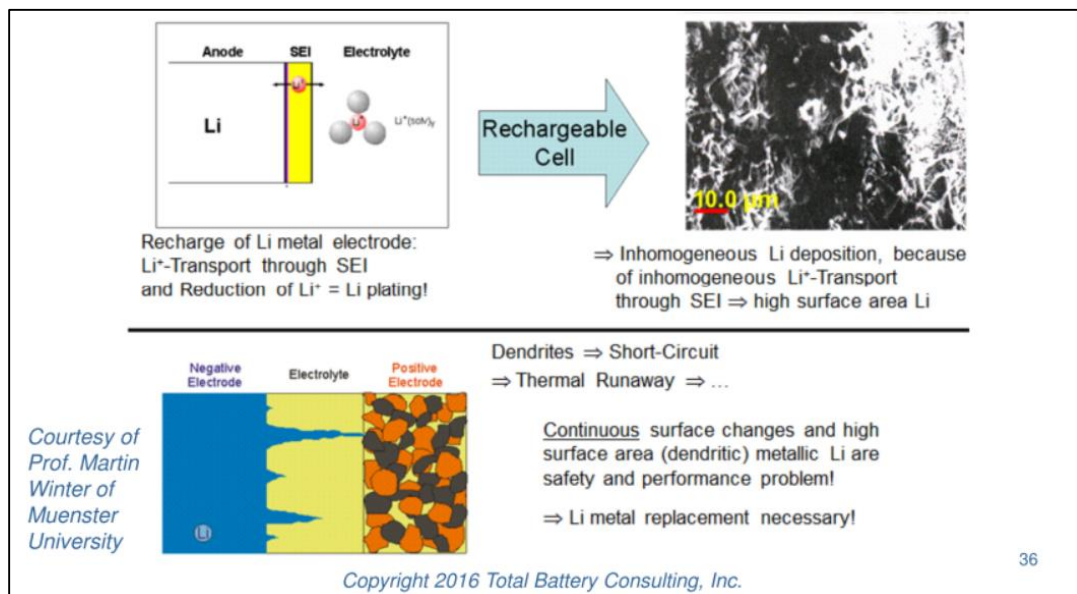 Anode SEI Electrolyte
Li⁺
Li
Li⁺
Li⁺(solv)ᵧ
Rechargeable
Cell
10.0 µm
Recharge of Li metal electrode:
Li⁺-Transport through SEI
and Reduction of Li⁺ = Li plating!
⇒ Inhomogeneous Li deposition, because
of inhomogeneous Li⁺-Transport
through SEI ⇒ high surface area Li
Negative
Electrode
Electrolyte
Positive
Electrode
Li
Dendrites ⇒ Short-Circuit
⇒ Thermal Runaway ⇒ …
Continuous surface changes and high
surface area (dendritic) metallic Li are
safety and performance problem!
⇒ Li metal replacement necessary!
Courtesy of
Prof. Martin
Winter of
Muenster
University
36
Copyright 2016 Total Battery Consulting, Inc.